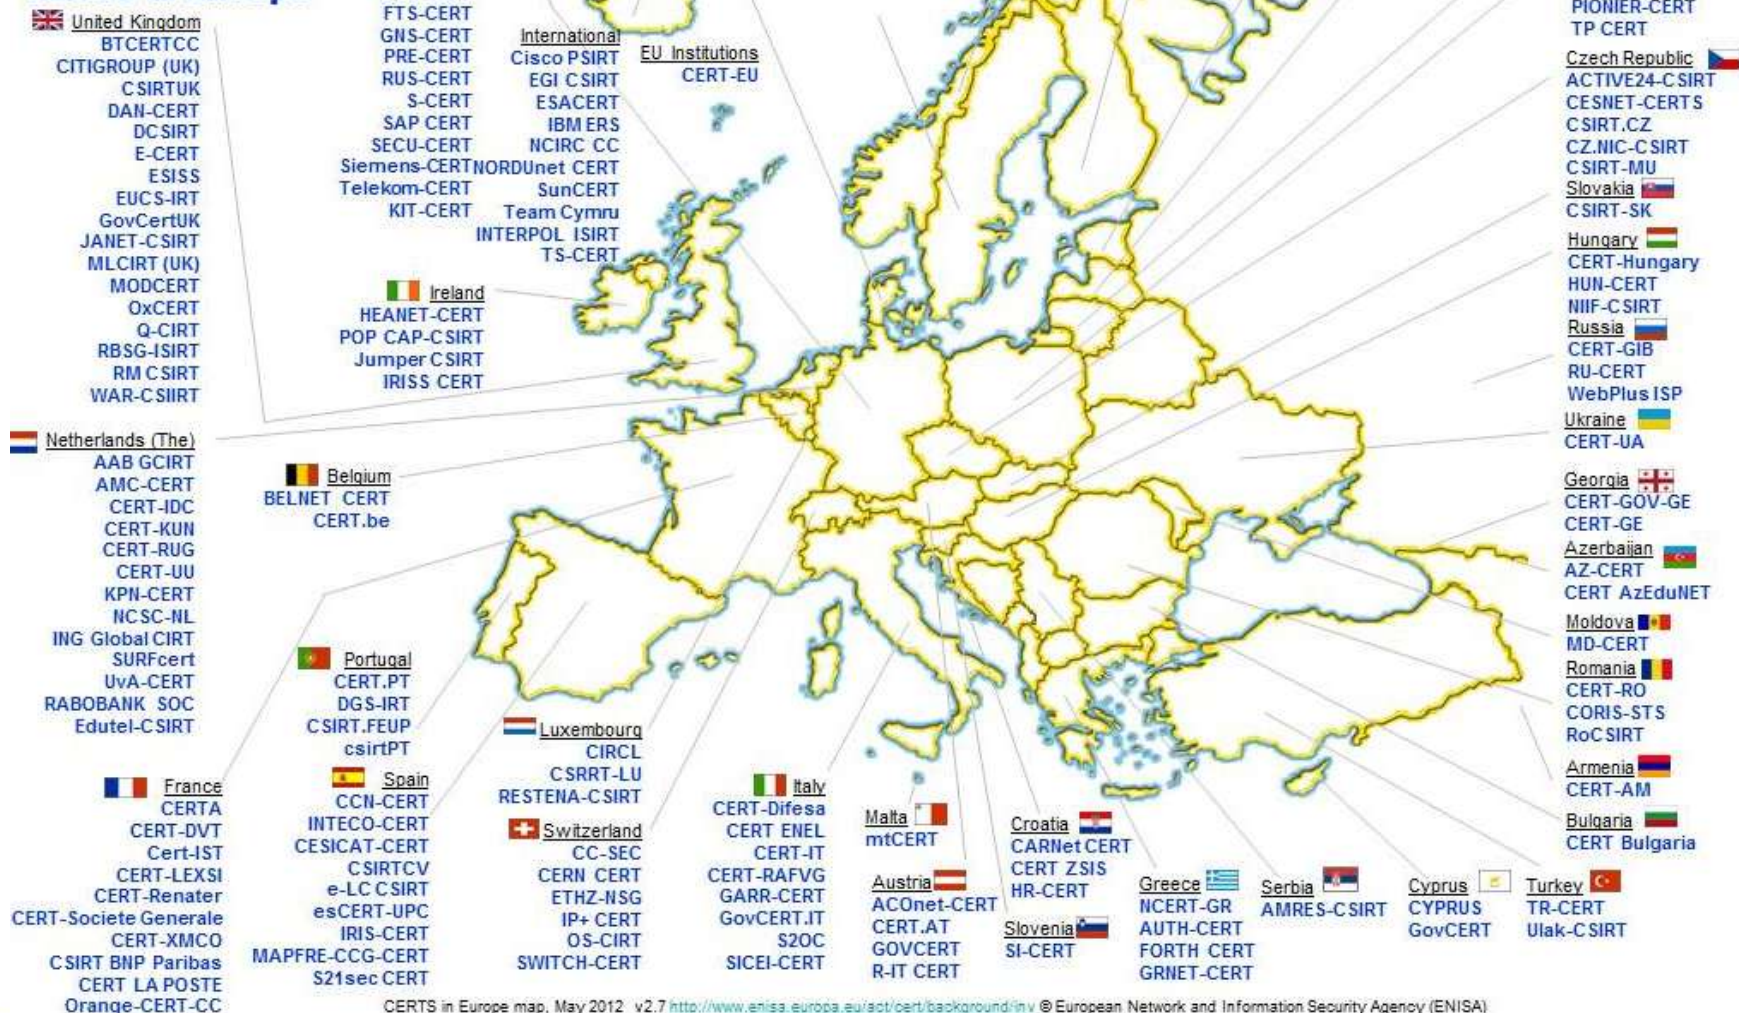 United Kingdom
BTCERTCC
CITIGROUP (UK)
CSIRTUK
DAN-CERT
DCSIRT
E-CERT
ESISS
EUCS-IRT
GovCertUK
JANET-CSIRT
MLCIRT (UK)
MODCERT
OxCERT
Q-CIRT
RBSG-ISIRT
RM CSIRT
WAR-CSIIRT
Netherlands (The)
AAB GCIRT
AMC-CERT
CERT-IDC
CERT-KUN
CERT-RUG
CERT-UU
KPN-CERT
NCSC-NL
ING Global CIRT
SURFcert
UvA-CERT
RABOBANK SOC
Edutel-CSIRT
France
CERTA
CERT-DVT
Cert-IST
CERT-LEXSI
CERT-Renater
CERT-Societe Generale
CERT-XMCO
CSIRT BNP Paribas
CERT LA POSTE
Orange-CERT-CC
FTS-CERT
GNS-CERT
PRE-CERT
RUS-CERT
S-CERT
SAP CERT
SECU-CERT
Siemens-CERT
Telekom-CERT
KIT-CERT
International
Cisco PSIRT
EGI CSIRT
ESACERT
IBM ERS
NCIRC CC
NORDUnet CERT
SunCERT
Team Cymru
INTERPOL ISIRT
TS-CERT
EU Institutions
CERT-EU
Ireland
HEANET-CERT
POP CAP-CSIRT
Jumper CSIRT
IRISS CERT
Belgium
BELNET CERT
CERT.be
Portugal
CERT.PT
DGS-IRT
CSIRT.FEUP
csirtPT
Spain
CCN-CERT
INTECO-CERT
CESICAT-CERT
CSIRTCV
e-LC CSIRT
esCERT-UPC
IRIS-CERT
MAPFRE-CCG-CERT
S21sec CERT
Luxembourg
CIRCL
CSRRT-LU
RESTENA-CSIRT
Switzerland
CC-SEC
CERN CERT
ETHZ-NSG
IP+ CERT
OS-CIRT
SWITCH-CERT
Italy
CERT-Difesa
CERT ENEL
CERT-IT
CERT-RAFVG
GARR-CERT
GovCERT.IT
S2OC
SICEI-CERT
Malta
mtCERT
Austria
ACOnet-CERT
CERT.AT
GOVCERT
R-IT CERT
Croatia
CARNet CERT
CERT ZSIS
HR-CERT
Slovenia
SI-CERT
Greece
NCERT-GR
AUTH-CERT
FORTH CERT
GRNET-CERT
Serbia
AMRES-CSIRT
Cyprus
CYPRUS
GovCERT
Turkey
TR-CERT
Ulak-CSIRT
PIONIER-CERT
TP CERT
Czech Republic
ACTIVE24-CSIRT
CESNET-CERTS
CSIRT.CZ
CZ.NIC-CSIRT
CSIRT-MU
Slovakia
CSIRT-SK
Hungary
CERT-Hungary
HUN-CERT
NIIF-CSIRT
Russia
CERT-GIB
RU-CERT
WebPlus ISP
Ukraine
CERT-UA
Georgia
CERT-GOV-GE
CERT-GE
Azerbaijan
AZ-CERT
CERT AzEduNET
Moldova
MD-CERT
Romania
CERT-RO
CORIS-STS
RoCSIRT
Armenia
CERT-AM
Bulgaria
CERT Bulgaria
CERTS in Europe map, May 2012 v2.7 http://www.enisa.europa.eu/act/cert/background/inv © European Network and Information Security Agency (ENISA)